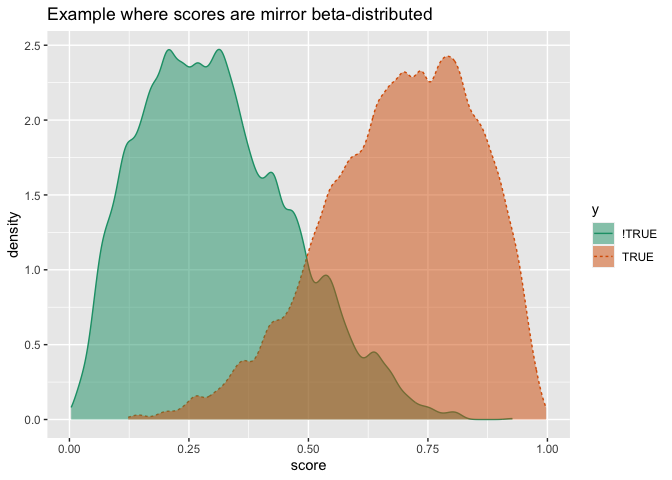 Example where scores are mirror beta-distributed
2.5
2.0
1.5
1.0
0.5
0.0
density
0.00 0.25 0.50 0.75 1.00
score
y
!TRUE
TRUE